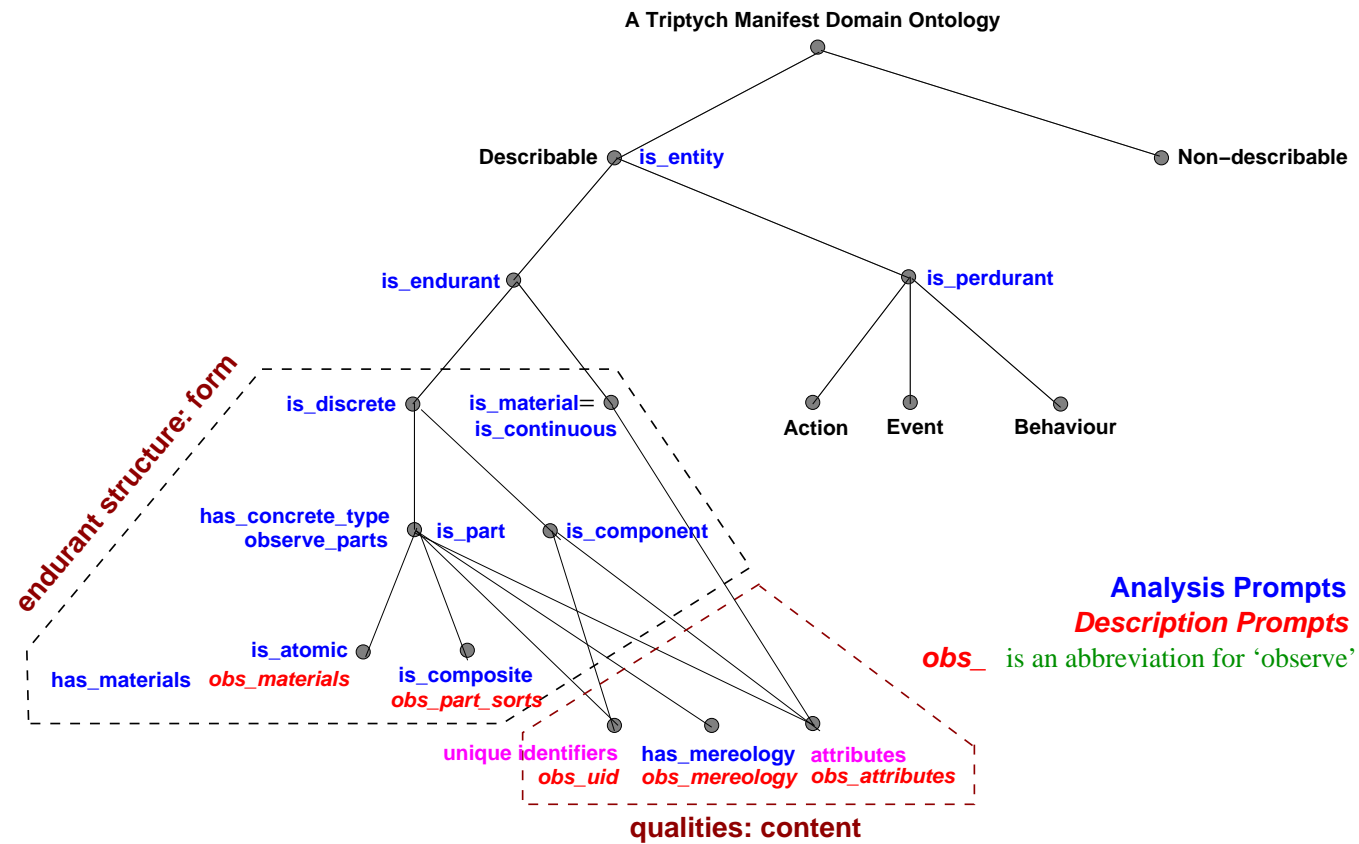 A Triptych Manifest Domain Ontology
Describable
is_entity
Non−describable
is_endurant
is_perdurant
endurant structure: form
is_discrete
is_material=
is_continuous
Action
Event
Behaviour
has_concrete_type
observe_parts
is_part
is_component
Analysis Prompts
Description Prompts
obs_ is an abbreviation for ‘observe’
is_atomic
has_materials
obs_materials
is_composite
obs_part_sorts
unique identifiers
obs_uid
has_mereology
obs_mereology
attributes
obs_attributes
qualities: content